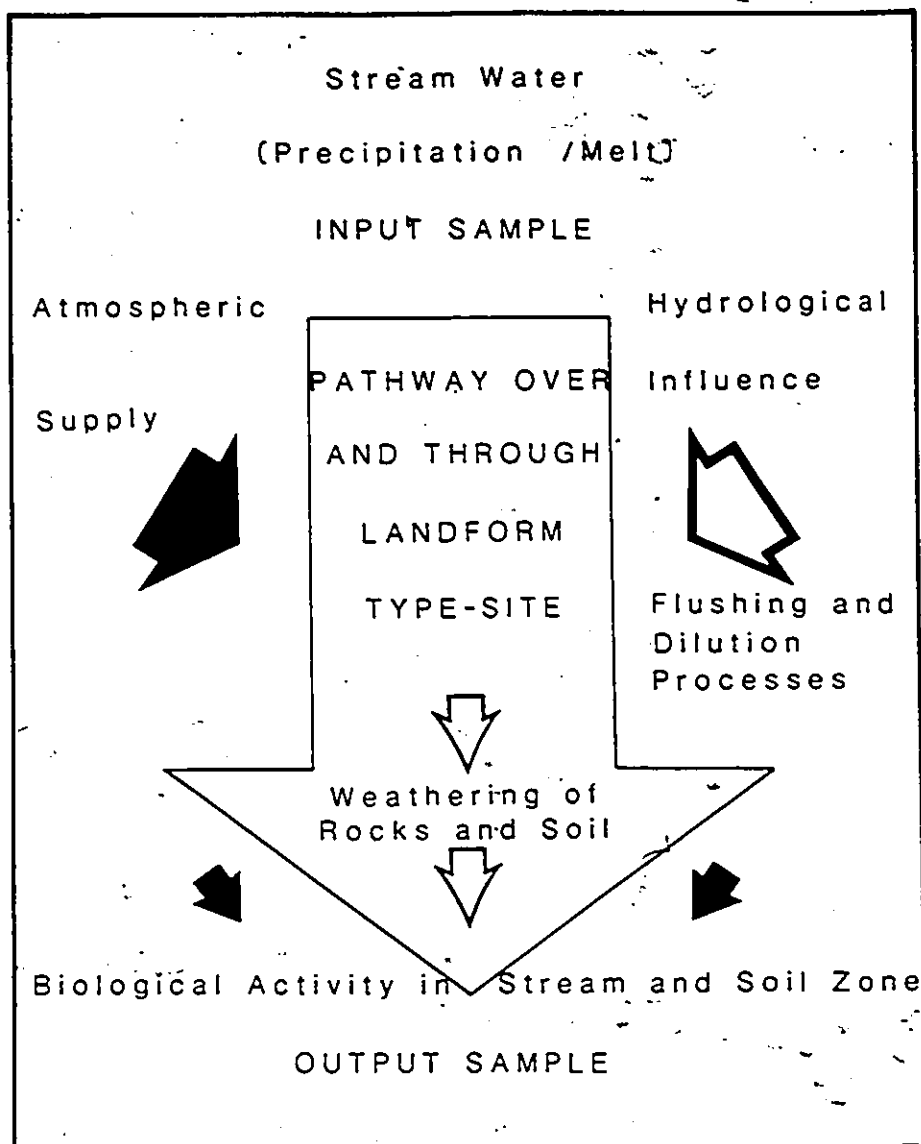 Stream Water
(Precipitation /Melt)
INPUT SAMPLE
Atmospheric
Supply
Hydrological
Influence
PATHWAY OVER
AND THROUGH
LANDFORM
TYPE-SITE
Flushing and
Dilution
Processes
Weathering of
Rocks and Soil
Biological Activity in Stream and Soil Zone
OUTPUT SAMPLE